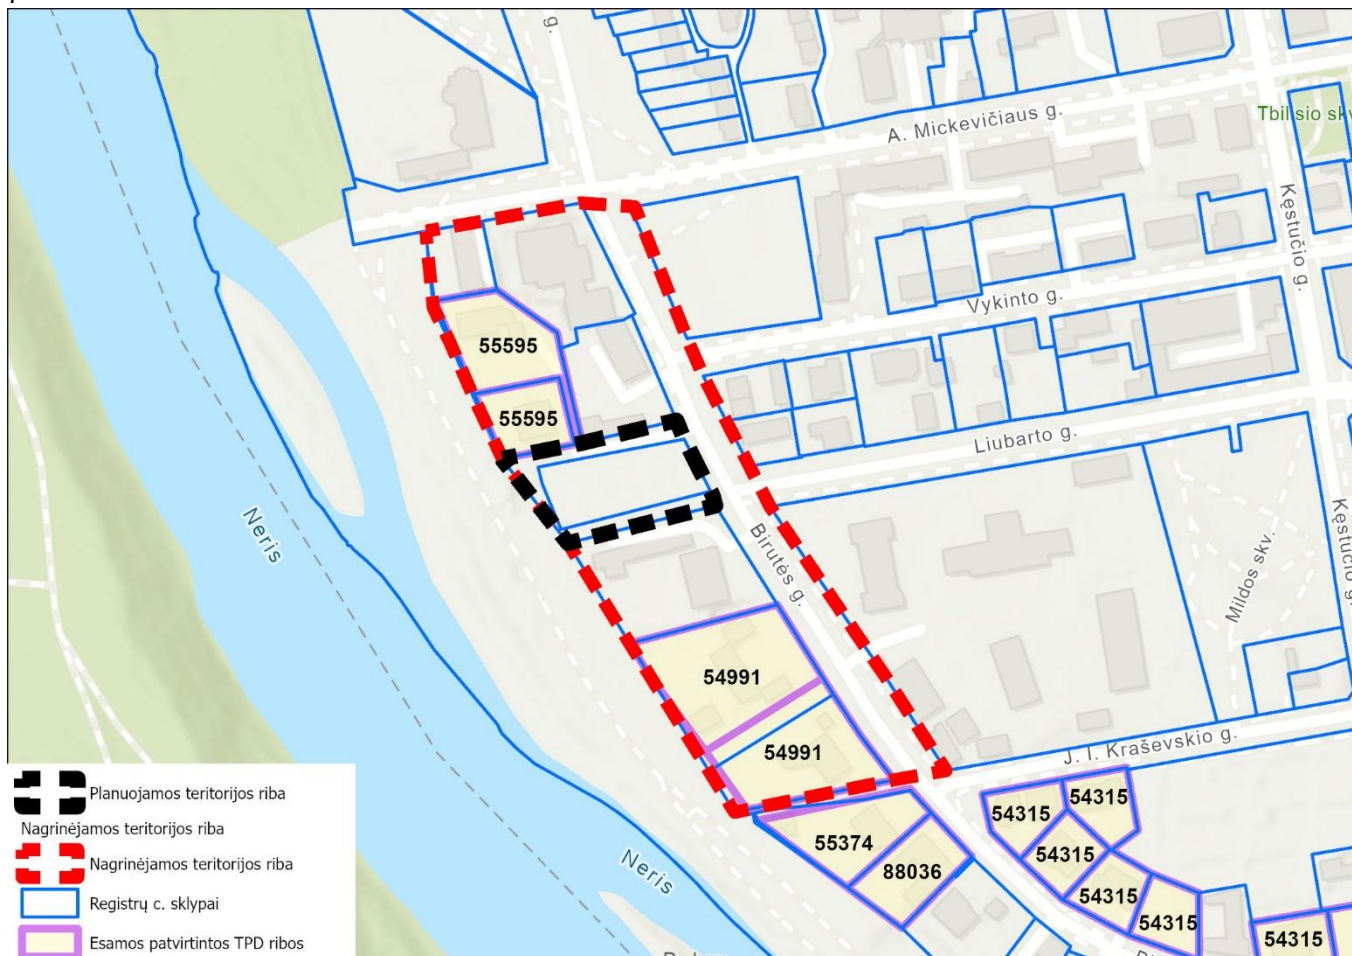 g.
A. Mickevičiaus g.
Tbilisio skv
Kęstučio g.
Vykinto g.
55595
55595
Liubarto g.
Neris
Birutės g.
Kęstučio g.
Mildos skv.
54991
54991
J. I. Kraševskio g.
Planuojamos teritorijos riba
Nagrinėjamos teritorijos riba
Nagrinėjamos teritorijos riba
Registrų c. sklypai
Esamos patvirtintos TPD ribos
Neris
55374
88036
54315
54315
54315
54315
54315
54315